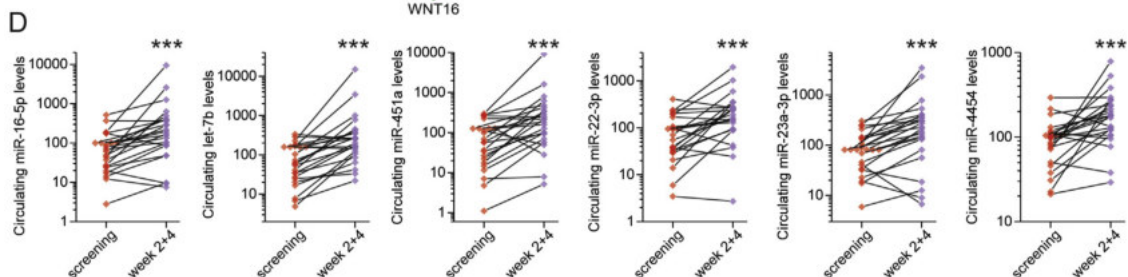 WNT16
D
Circulating miR-16-5p levels
10000
1000
100
10
1
***
screening
week 2+4
Circulating let-7b levels
10000
1000
100
10
***
screening
week 2+4
Circulating miR-451a levels
10000
1000
100
10
1
***
screening
week 2+4
Circulating miR-22-3p levels
1000
100
10
1
***
screening
week 2+4
Circulating miR-23a-3p levels
1000
100
10
***
screening
week 2+4
Circulating miR-4454 levels
1000
100
10
***
screening
week 2+4